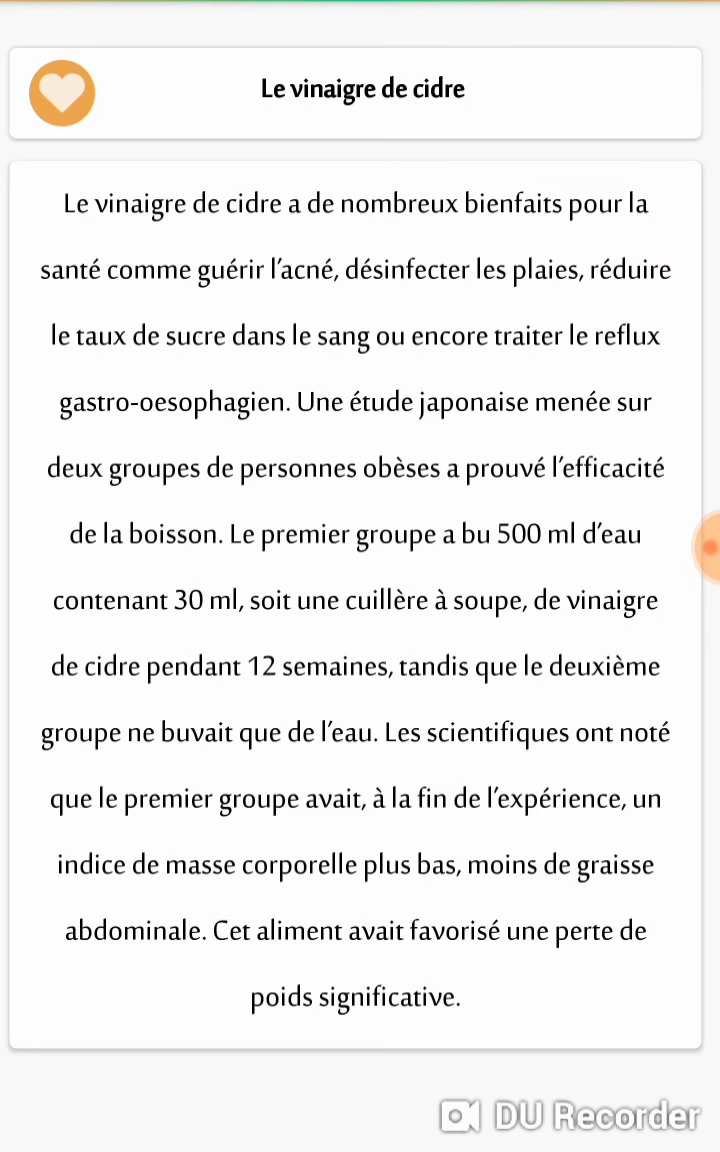 Le vinaigre de cidre
Le vinaigre de cidre a de nombreux bienfaits pour la
santé comme guérir l'acné, désinfecter les plaies, réduire
le taux de sucre dans le sang ou encore traiter le reflux
gastro-oesophagien. Une étude japonaise menée sur
deux groupes de personnes obèses a prouvé l'efficacité
de la boisson. Le premier groupe a bu 500 ml d'eau
contenant 30 ml, soit une cuillère à soupe, de vinaigre
de cidre pendant 12 semaines, tandis que le deuxième
groupe ne buvait que de l'eau. Les scientifiques ont noté
que le premier groupe avait, à la fin de l'expérience, un
indice de masse corporelle plus bas, moins de graisse
abdominale. Cet aliment avait favorisé une perte de
poids significative.
DU Recorder